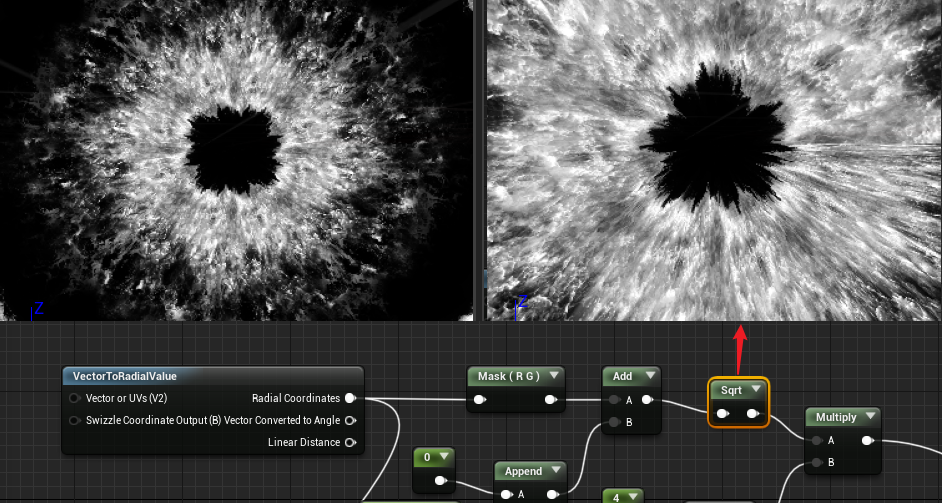 Z
Z
VectorToRadialValue
Vector or UVs (V2)
Radial Coordinates
Swizzle Coordinate Output (B)
Vector Converted to Angle
Linear Distance
Mask ( R G )
0
Append
A
Add
A
B
4
Sqrt
Multiply
A
B